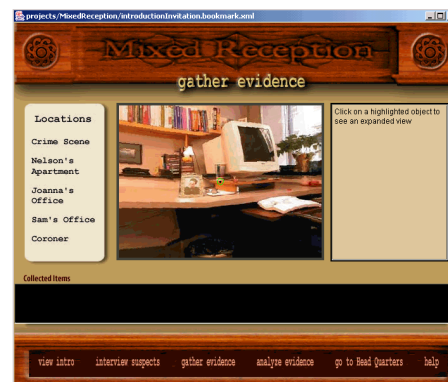 projects/MixedReception/introductionInvitation.bookmark.xml
Mixed Reception
gather evidence
Locations
Crime Scene
Nelson's
Apartment
Joanna's
Office
Sam's Office
Coroner
Click on a highlighted object to
see an expanded view
Collected Items
view intro interview suspects gather evidence analyze evidence go to Head Quarters help